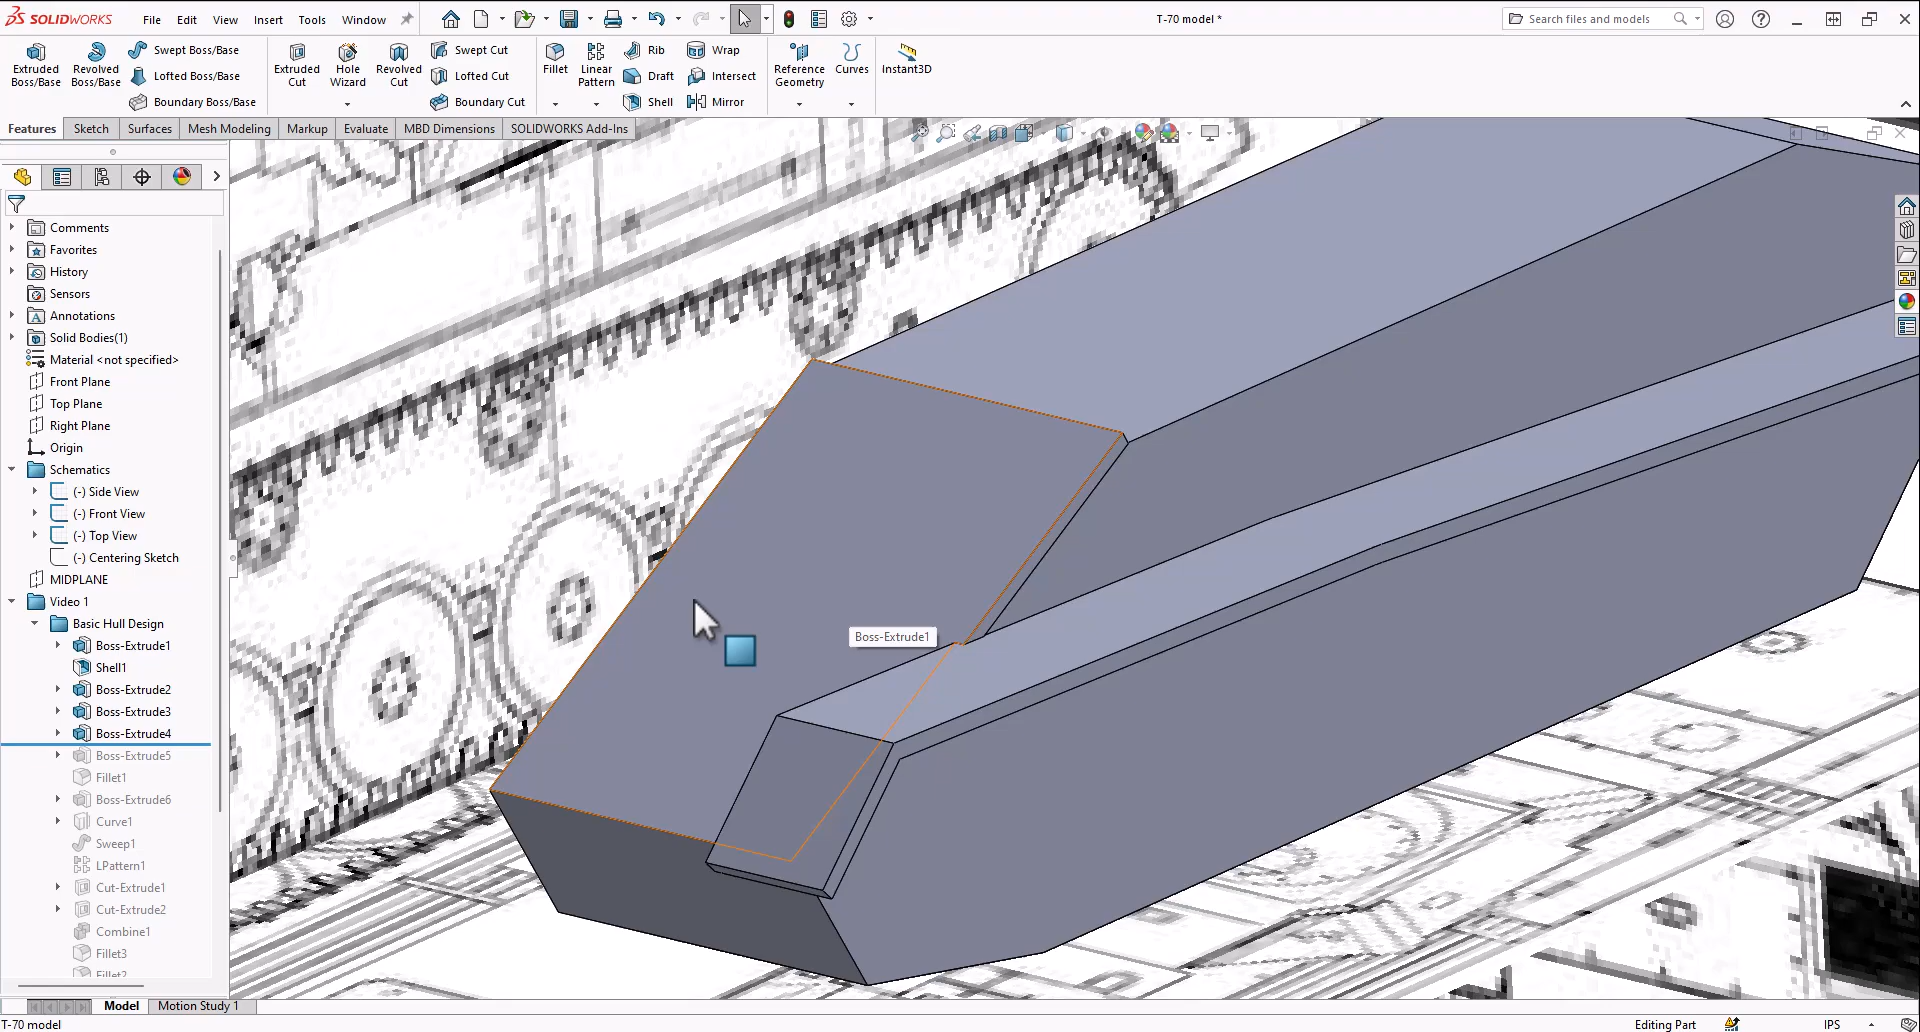 SOLIDWORKS File Edit View Insert Tools Window T-70 model * Search files and models
Extruded Boss/Base
Revolved Boss/Base
Swept Boss/Base
Lofted Boss/Base
Boundary Boss/Base
Extruded Cut
Hole Wizard
Revolved Cut
Swept Cut
Lofted Cut
Boundary Cut
Fillet
Linear Pattern
Rib
Draft
Shell
Wrap
Intersect
Mirror
Reference Geometry
Curves
Instant3D
Features Sketch Surfaces Mesh Modeling Markup Evaluate MBD Dimensions SOLIDWORKS Add-Ins
Comments
Favorites
History
Sensors
Annotations
Solid Bodies(1)
Material <not specified>
Front Plane
Top Plane
Right Plane
Origin
Schematics
(-) Side View
(-) Front View
(-) Top View
(-) Centering Sketch
MIDPLANE
Video 1
Basic Hull Design
Boss-Extrude1
Shell1
Boss-Extrude2
Boss-Extrude3
Boss-Extrude4
Boss-Extrude5
Fillet1
Boss-Extrude6
Curve1
Sweep1
LPattern1
Cut-Extrude1
Cut-Extrude2
Combine1
Fillet3
Fillet2
Boss-Extrude1
Model Motion Study 1
T-70 model Editing Part IPS